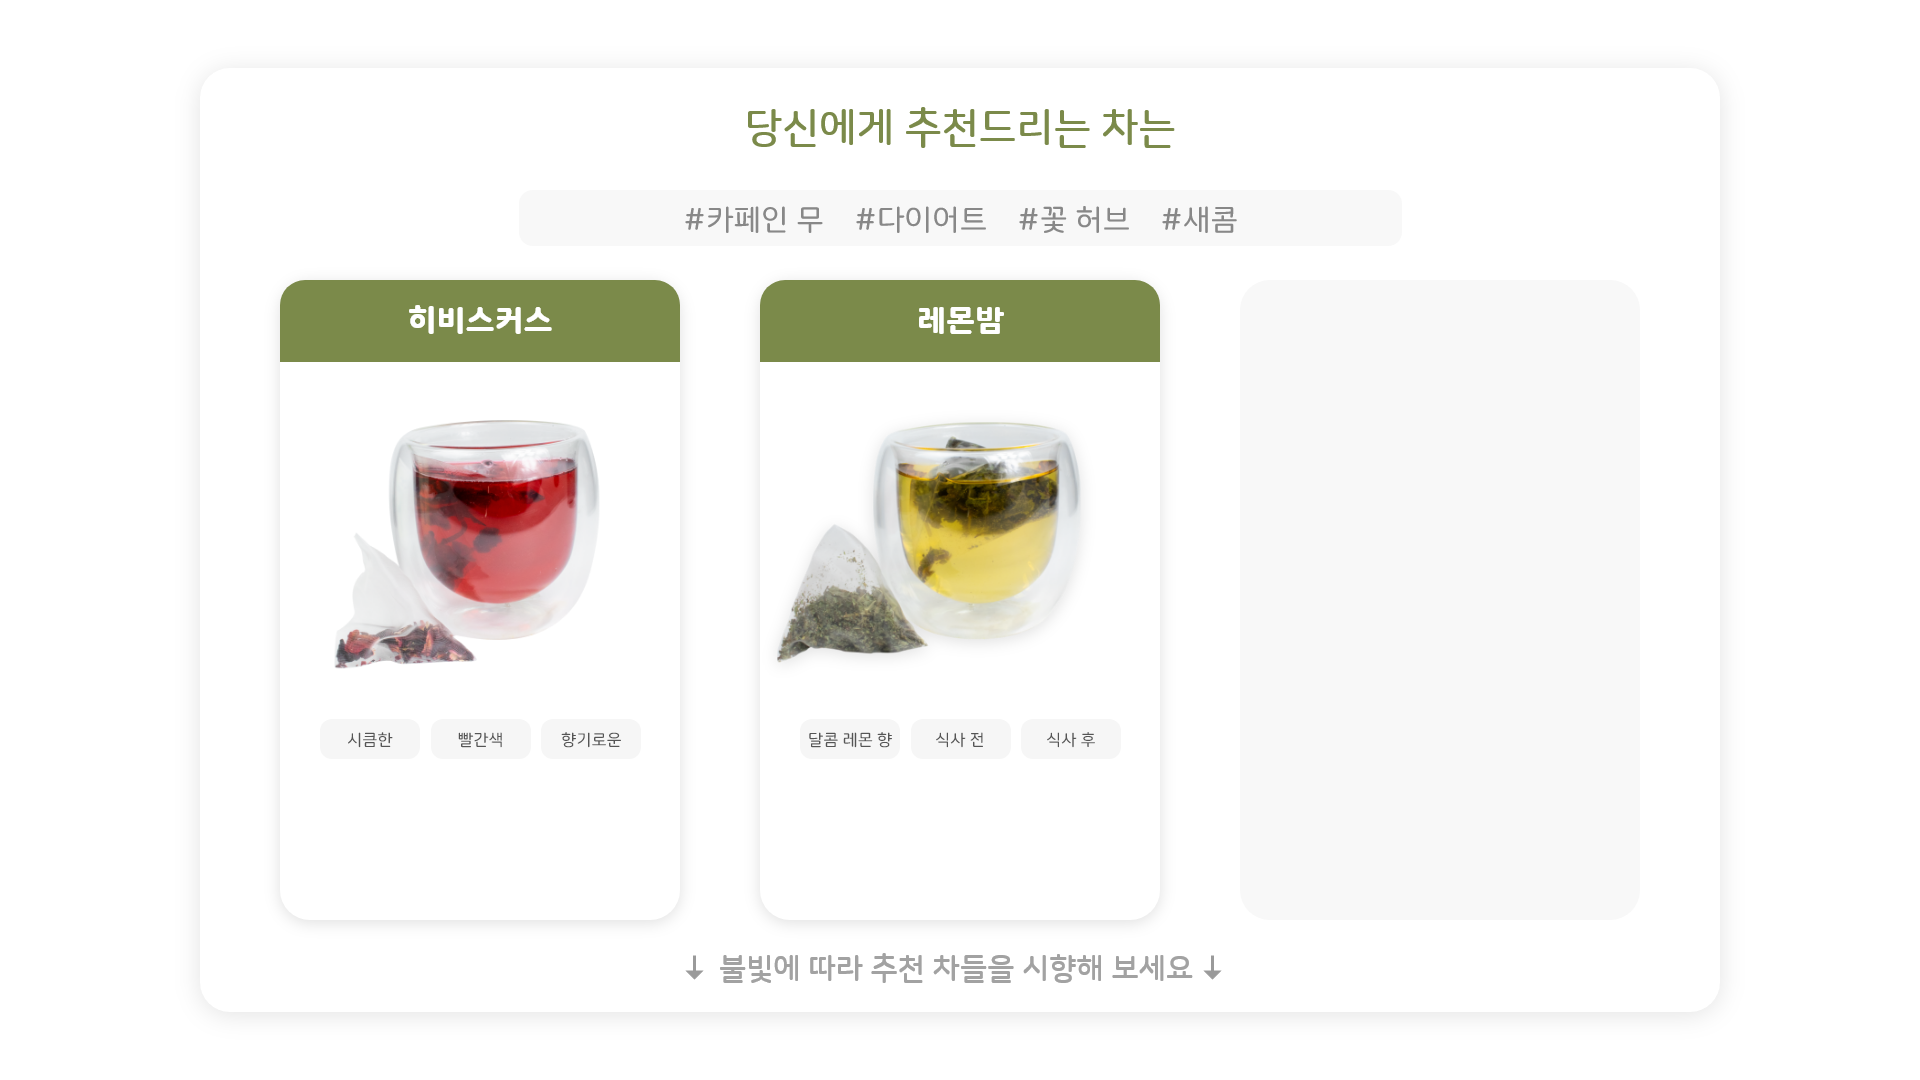 당신에게 추천드리는 차는
#카페인 무 #다이어트 #꽃 허브 #새콤
히비스커스
레몬밤
시큼한 빨간색 향기로운
달콤 레몬 향 식사 전 식사 후
↓ 불빛에 따라 추천 차들을 시향해 보세요 ↓